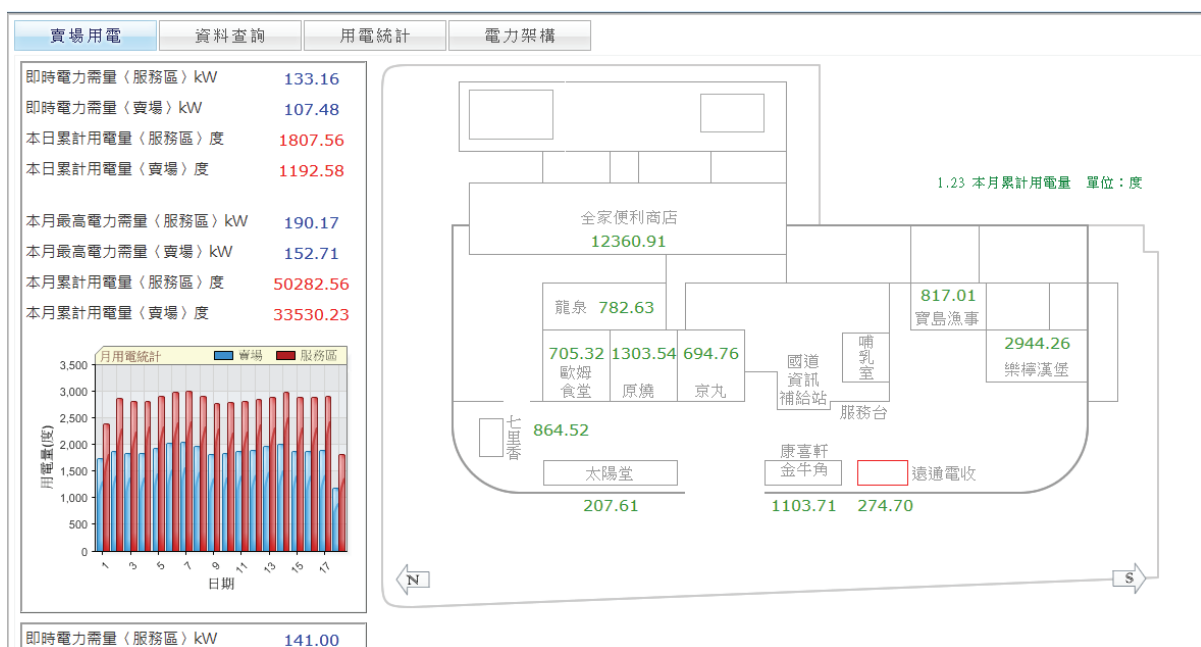 賣場用電 資料查詢 用電統計 電力架構
即時電力需量〈服務區〉kW 133.16
即時電力需量〈賣場〉kW 107.48
本日累計用電量〈服務區〉度 1807.56
本日累計用電量〈賣場〉度 1192.58
本月最高電力需量〈服務區〉kW 190.17
本月最高電力需量〈賣場〉kW 152.71
本月累計用電量〈服務區〉度 50282.56
本月累計用電量〈賣場〉度 33530.23
月用電統計 賣場 服務區
3,500
3,000
2,500
2,000
1,500
1,000
500
0
用電量(度)
1 3 5 7 9 11 13 15 17
日期
即時電力需量〈服務區〉kW 141.00
1.23 本月累計用電量 單位：度
全家便利商店
12360.91
龍泉 782.63
705.32 1303.54 694.76
歐姆
食堂
原燒
京丸
國道
資訊
補給站
哺
乳
室
服務台
817.01
寶島漁事
2944.26
樂檸漢堡
七
里
香
864.52
太陽堂
207.61
康喜軒
金牛角
1103.71
遠通電收
274.70
N
S